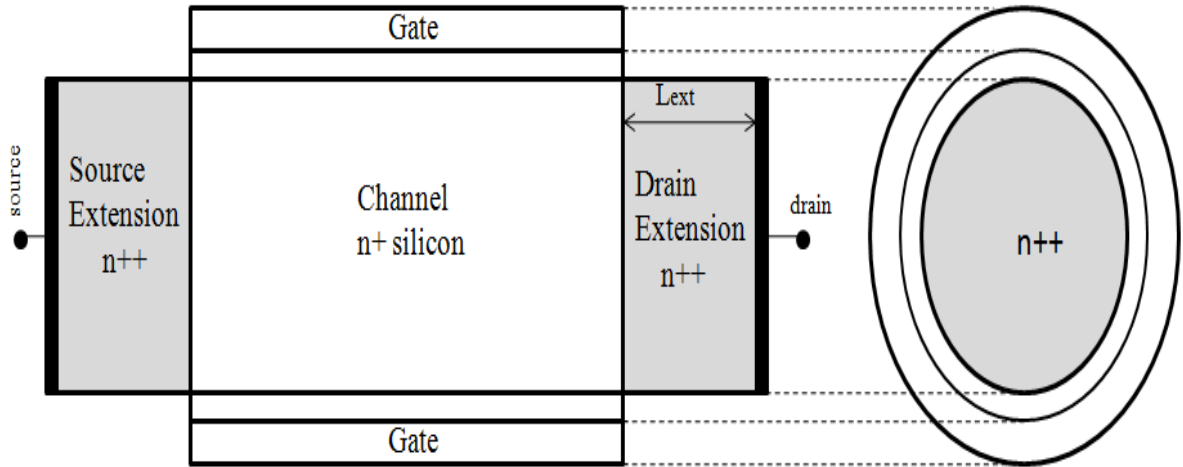 Gate
Lext
source
Source
Extension
n++
Channel
n+ silicon
Drain
Extension
n++
drain
n++
Gate